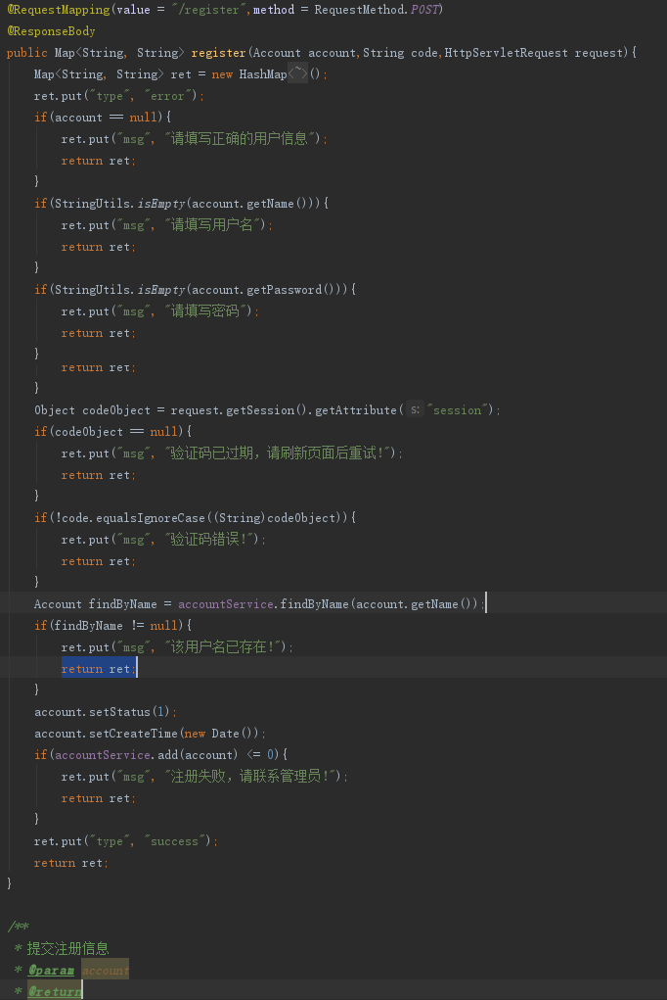 @RequestMapping(value = "/register",method = RequestMethod.POST)
@ResponseBody
public Map<String, String> register(Account account,String code,HttpServletRequest request){
    Map<String, String> ret = new HashMap<~>();
    ret.put("type", "error");
    if(account == null){
        ret.put("msg", "请填写正确的用户信息");
        return ret;
    }
    if(StringUtils.isEmpty(account.getName())){
        ret.put("msg", "请填写用户名");
        return ret;
    }
    if(StringUtils.isEmpty(account.getPassword())){
        ret.put("msg", "请填写密码");
        return ret;
    }
        return ret;
    }
    Object codeObject = request.getSession().getAttribute( s: "session");
    if(codeObject == null){
        ret.put("msg", "验证码已过期，请刷新页面后重试!");
        return ret;
    }
    if(!code.equalsIgnoreCase((String)codeObject)){
        ret.put("msg", "验证码错误!");
        return ret;
    }
    Account findByName = accountService.findByName(account.getName());
    if(findByName != null){
        ret.put("msg", "该用户名已存在!");
        return ret;
    }
    account.setStatus(1);
    account.setCreateTime(new Date());
    if(accountService.add(account) <= 0){
        ret.put("msg", "注册失败，请联系管理员!");
        return ret;
    }
    ret.put("type", "success");
    return ret;
}
/**
 * 提交注册信息
 * @param account
 * @return